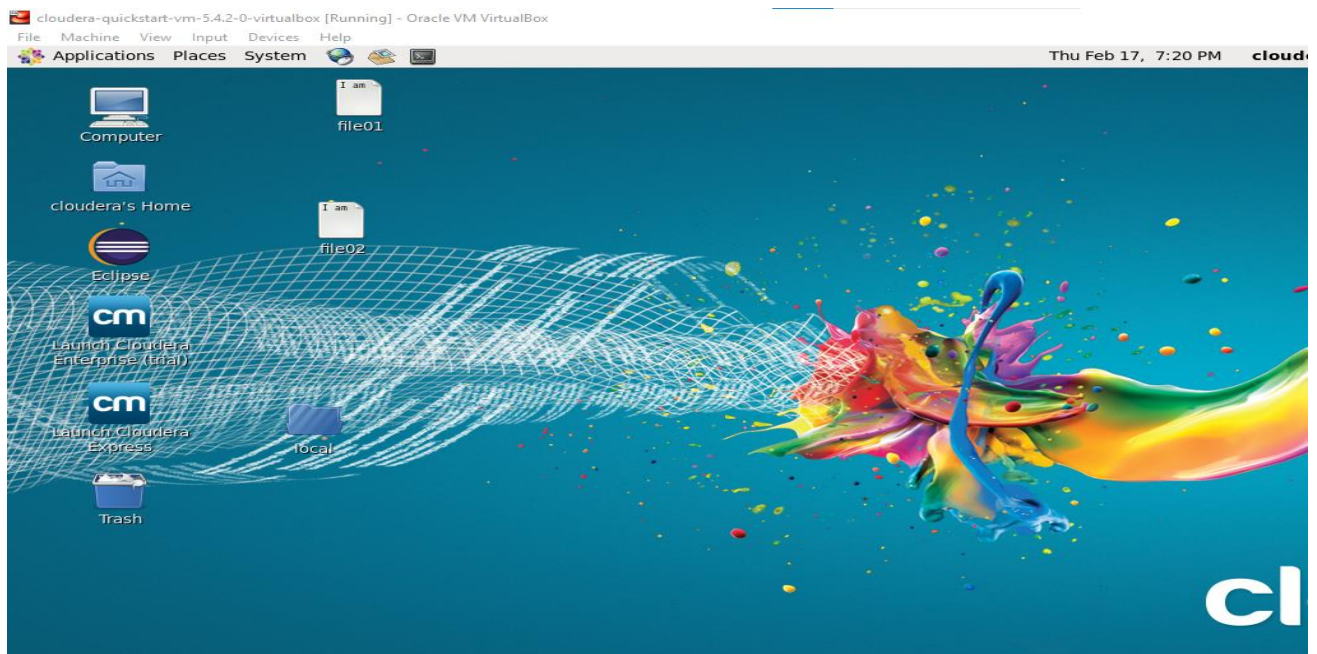 cloudera-quickstart-vm-5.4.2-0-virtualbox [Running] - Oracle VM VirtualBox
File Machine View Input Devices Help
Applications Places System Thu Feb 17, 7:20 PM cloud
I am
file01
Computer
cloudera's Home
I am
file02
Eclipse
cm
Launch Cloudera
Enterprise (trial)
cm
Launch Cloudera
Express
local
Trash
cl